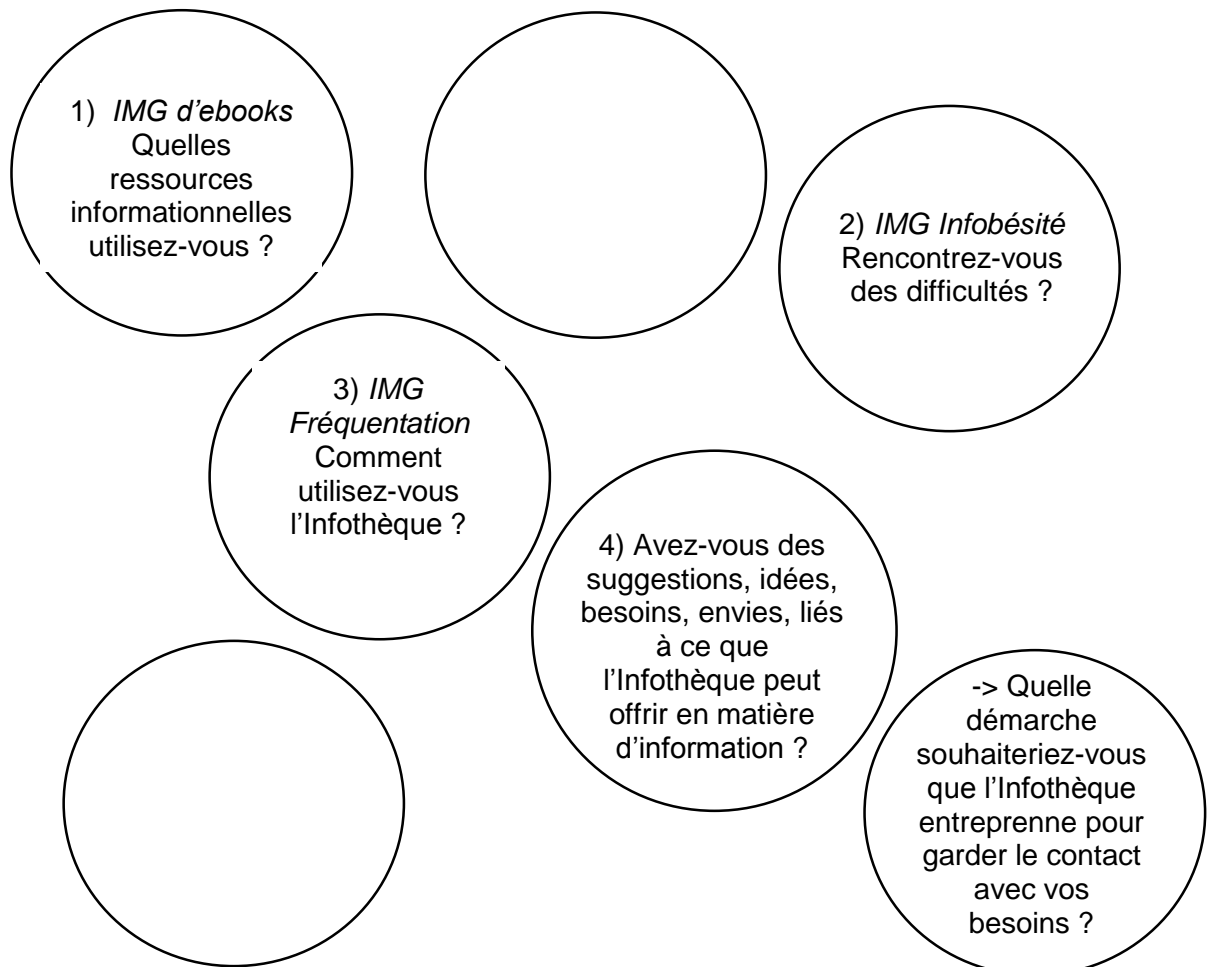 1) IMG d’ebooks
Quelles
ressources
informationnelles
utilisez-vous ?
2) IMG Infobésité
Rencontrez-vous
des difficultés ?
3) IMG
Fréquentation
Comment
utilisez-vous
l’Infothèque ?
4) Avez-vous des
suggestions, idées,
besoins, envies, liés
à ce que
l’Infothèque peut
offrir en matière
d’information ?
-> Quelle
démarche
souhaiteriez-vous
que l’Infothèque
entreprenne pour
garder le contact
avec vos
besoins ?